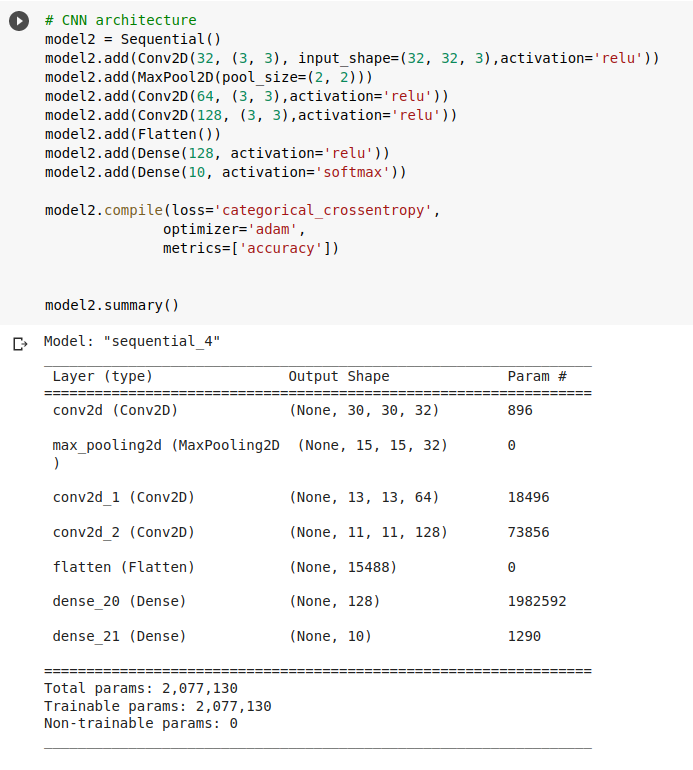 # CNN architecture
model2 = Sequential()
model2.add(Conv2D(32, (3, 3), input_shape=(32, 32, 3),activation='relu'))
model2.add(MaxPool2D(pool_size=(2, 2)))
model2.add(Conv2D(64, (3, 3),activation='relu'))
model2.add(Conv2D(128, (3, 3),activation='relu'))
model2.add(Flatten())
model2.add(Dense(128, activation='relu'))
model2.add(Dense(10, activation='softmax'))
model2.compile(loss='categorical_crossentropy',
optimizer='adam',
metrics=['accuracy'])
model2.summary()
Model: "sequential_4"
Layer (type) Output Shape Param #
=================================================================
conv2d (Conv2D) (None, 30, 30, 32) 896
max_pooling2d (MaxPooling2D (None, 15, 15, 32) 0
)
conv2d_1 (Conv2D) (None, 13, 13, 64) 18496
conv2d_2 (Conv2D) (None, 11, 11, 128) 73856
flatten (Flatten) (None, 15488) 0
dense_20 (Dense) (None, 128) 1982592
dense_21 (Dense) (None, 10) 1290
=================================================================
Total params: 2,077,130
Trainable params: 2,077,130
Non-trainable params: 0